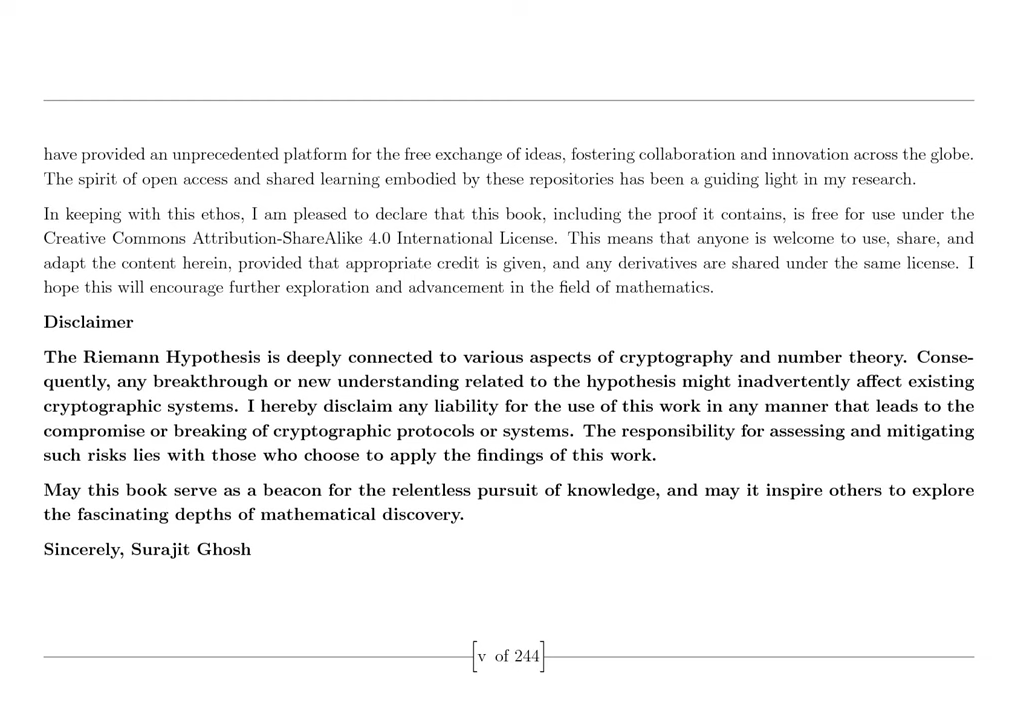 have provided an unprecedented platform for the free exchange of ideas, fostering collaboration and innovation across the globe.
The spirit of open access and shared learning embodied by these repositories has been a guiding light in my research.
In keeping with this ethos, I am pleased to declare that this book, including the proof it contains, is free for use under the
Creative Commons Attribution-ShareAlike 4.0 International License. This means that anyone is welcome to use, share, and
adapt the content herein, provided that appropriate credit is given, and any derivatives are shared under the same license. I
hope this will encourage further exploration and advancement in the field of mathematics.
Disclaimer
The Riemann Hypothesis is deeply connected to various aspects of cryptography and number theory. Conse-
quently, any breakthrough or new understanding related to the hypothesis might inadvertently affect existing
cryptographic systems. I hereby disclaim any liability for the use of this work in any manner that leads to the
compromise or breaking of cryptographic protocols or systems. The responsibility for assessing and mitigating
such risks lies with those who choose to apply the findings of this work.
May this book serve as a beacon for the relentless pursuit of knowledge, and may it inspire others to explore
the fascinating depths of mathematical discovery.
Sincerely, Surajit Ghosh
v of 244